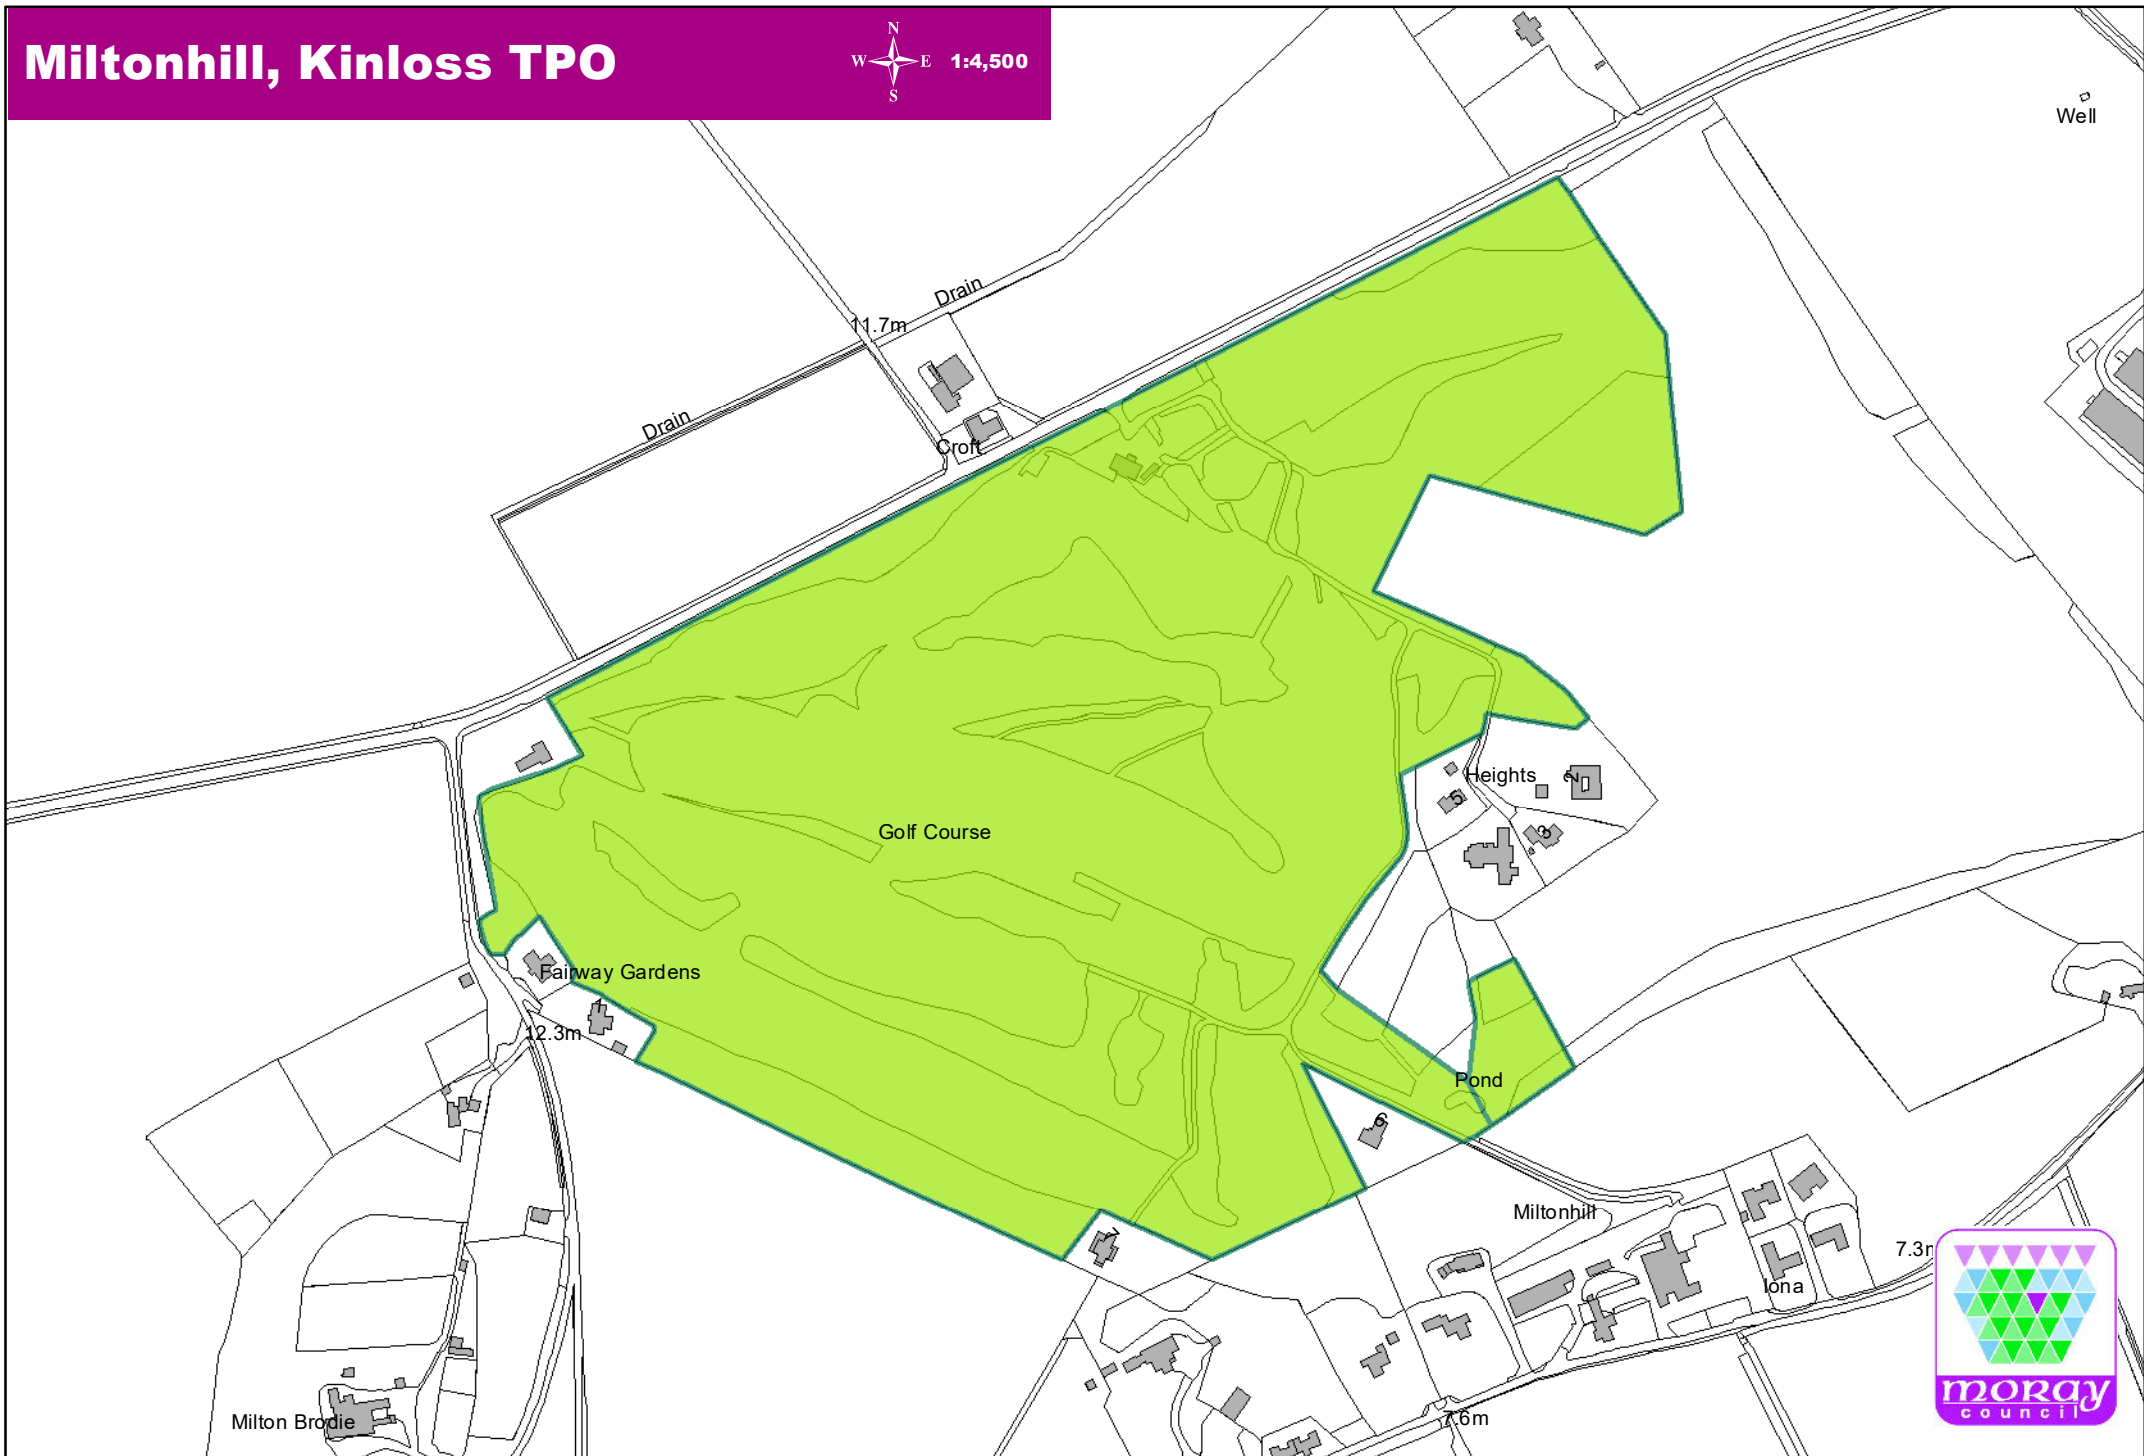 Miltonhill, Kinloss TPO
N
W E
S
1:4,500
Well
Drain
11.7m
Drain
Croft
Heights
2
5
3
Golf Course
Fairway Gardens
1
12.3m
Pond
6
Miltonhill
7
7.3m
Iona
Milton Brodie
7.6m
moray
council